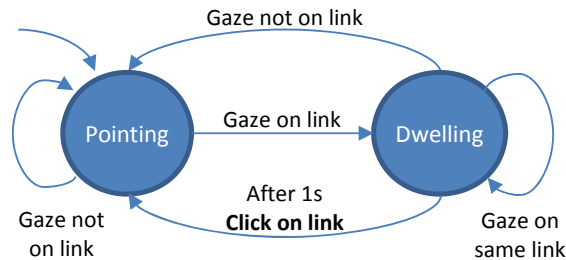 Gaze not on link
Pointing
Gaze on link
Dwelling
After 1s
Click on link
Gaze not
on link
Gaze on
same link